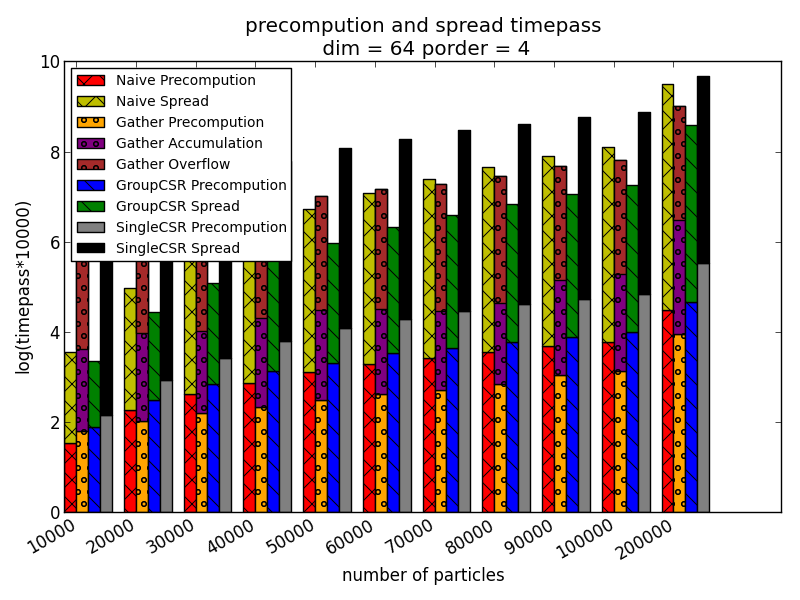 precompution and spread timepass
dim = 64 porder = 4
10
8
6
4
2
0
log(timepass*10000)
Naive Precompution
Naive Spread
Gather Precompution
Gather Accumulation
Gather Overflow
GroupCSR Precompution
GroupCSR Spread
SingleCSR Precompution
SingleCSR Spread
10000
20000
30000
40000
50000
60000
70000
80000
90000
100000
200000
number of particles